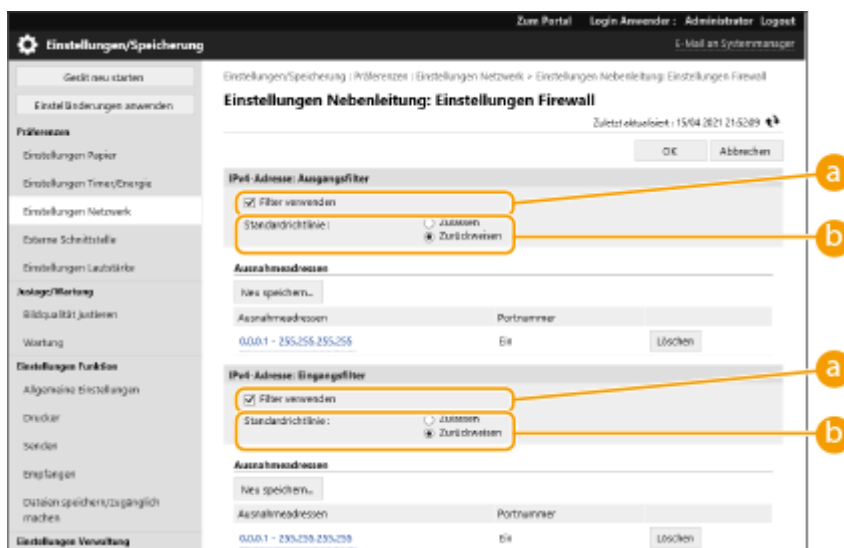 Zum Portal Login Anwender : Administrator Logout
Einstellungen/Speicherung
E-Mail an Systemmanager
Gerät neu starten
Einstell änderungen anwenden
Präferenzen
Einstellungen Papier
Einstellungen Timer/Energie
Einstellungen Netzwerk
Externe Schnittstelle
Einstellungen Lautstärke
Justage/Wartung
Bildqualität justieren
Wartung
Einstellungen Funktion
Allgemeine Einstellungen
Drucker
Senden
Empfangen
Dateien speichern/zugänglich
machen
Einstellungen Verwaltung
Einstellungen/Speicherung : Präferenzen : Einstellungen Netzwerk > Einstellungen Nebenleitung: Einstellungen Firewall
Einstellungen Nebenleitung: Einstellungen Firewall
Zuletzt aktualisiert : 15/04 2021 21:52:09
OK Abbrechen
IPv4-Adresse: Ausgangsfilter
Filter verwenden
a
Standardrichtlinie : Zulassen
Zurückweisen
b
Ausnahmeadressen
Neu speichern...
Ausnahmeadressen Portnummer
0.0.0.1 - 255.255.255.255 Ein Löschen
IPv4-Adresse: Eingangsfilter
Filter verwenden
a
Standardrichtlinie : Zulassen
Zurückweisen
b
Ausnahmeadressen
Neu speichern...
Ausnahmeadressen Portnummer
0.0.0.1 - 255.255.255.255 Ein Löschen